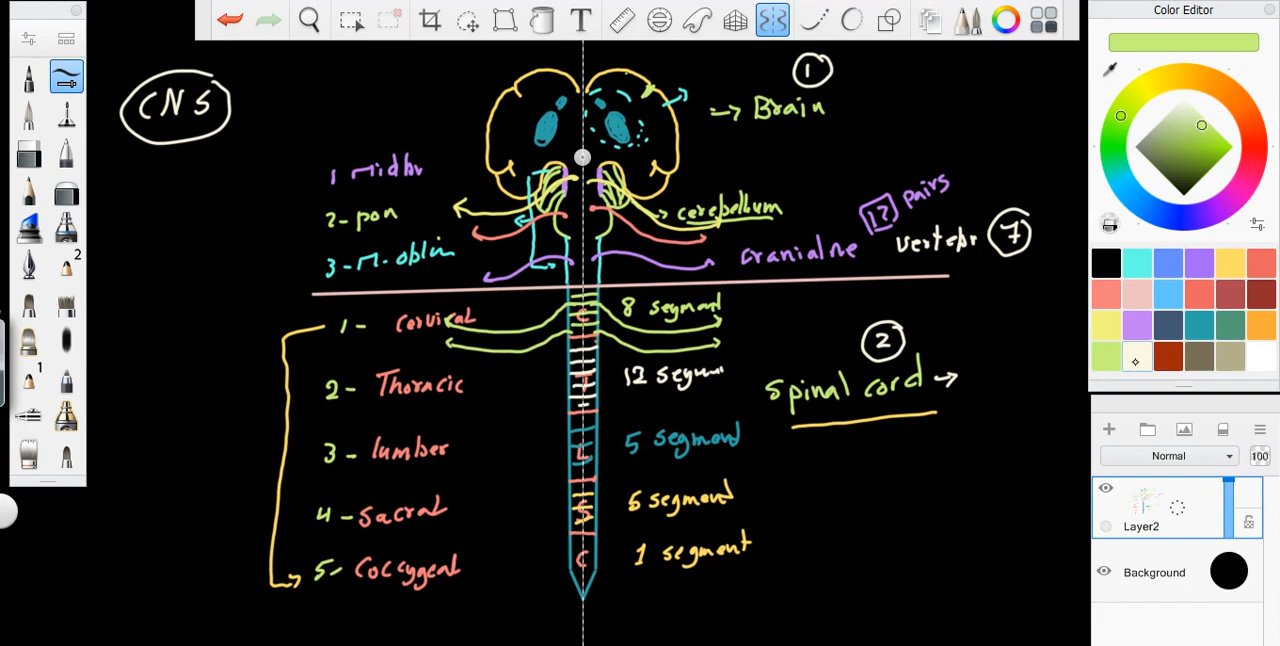 Color Editor
CNS
1
Brain
1 midbr
2- pon
cerebellum
12 pairs
3- M. oblin
cranial ne
vertebr 7
1- Cervical
8 segment
C
2
2- Thoracic
T
12 segm
Spinal cord
3- lumber
L
5 segment
4- Sacral
S
5- Coccygeal
C
1 segment
2
1
Normal
100
Layer2
Background